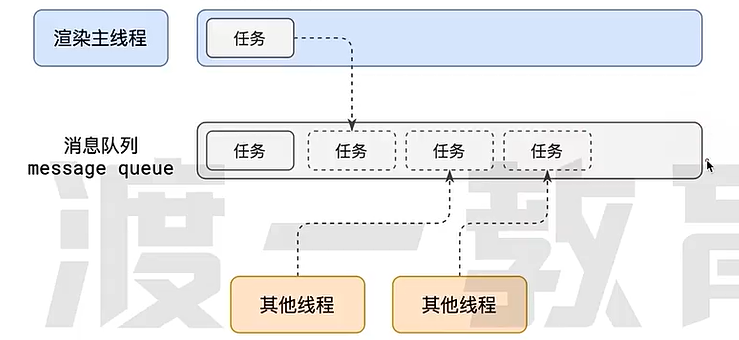 渲染主线程
任务
消息队列
message queue
任务
任务
任务
任务
其他线程
其他线程
渡一教育